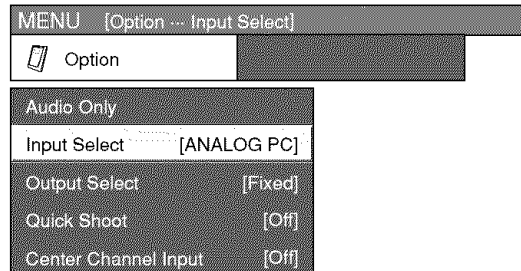 MENU [Option ··· Input Select]
Option
Audio Only
Input Select [ANALOG PC]
Output Select [Fixed]
Quick Shoot [Off]
Center Channel Input [Off]